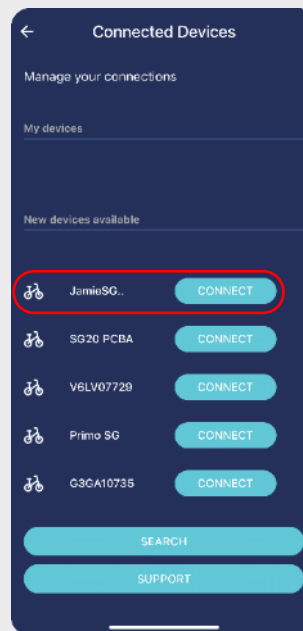 Connected Devices
Manage your connections
My devices
New devices available
JamieSG.. CONNECT
SG20 PCBA CONNECT
V6LV07729 CONNECT
Primo SG CONNECT
G3GA10735 CONNECT
SEARCH
SUPPORT